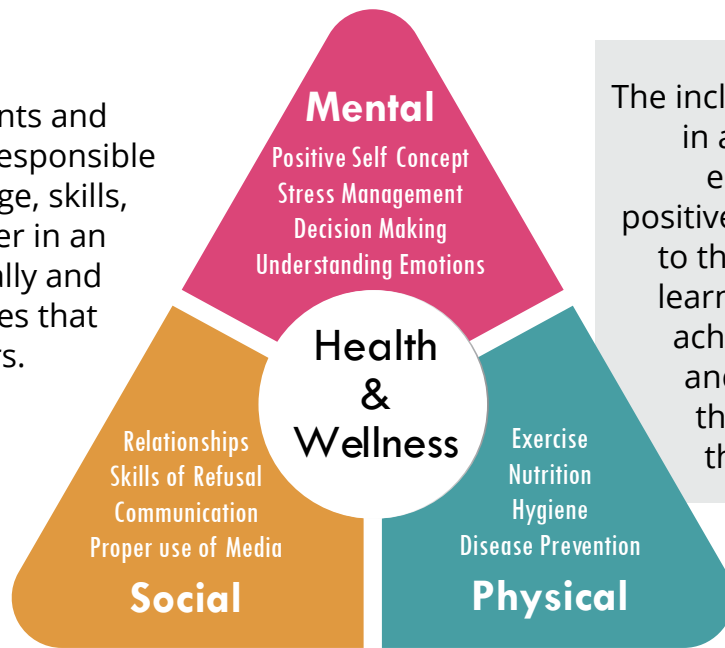 nts and
esponsible
ge, skills,
er in an
ally and
es that
rs.
Mental
Positive Self Concept
Stress Management
Decision Making
Understanding Emotions
Health
&
Wellness
Relationships
Skills of Refusal
Communication
Proper use of Media
Social
Exercise
Nutrition
Hygiene
Disease Prevention
Physical
The incl
in a
e
positive
to th
learn
ach
and
th
th